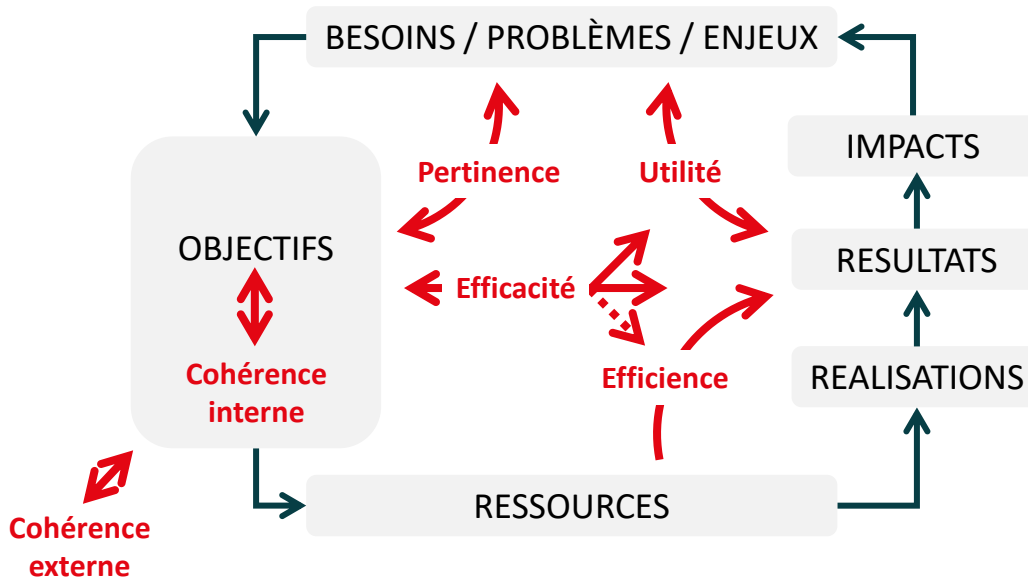 BESOINS / PROBLÈMES / ENJEUX
IMPACTS
Pertinence
Utilité
OBJECTIFS
RESULTATS
Efficacité
Cohérence
interne
Efficience
REALISATIONS
RESSOURCES
Cohérence
externe